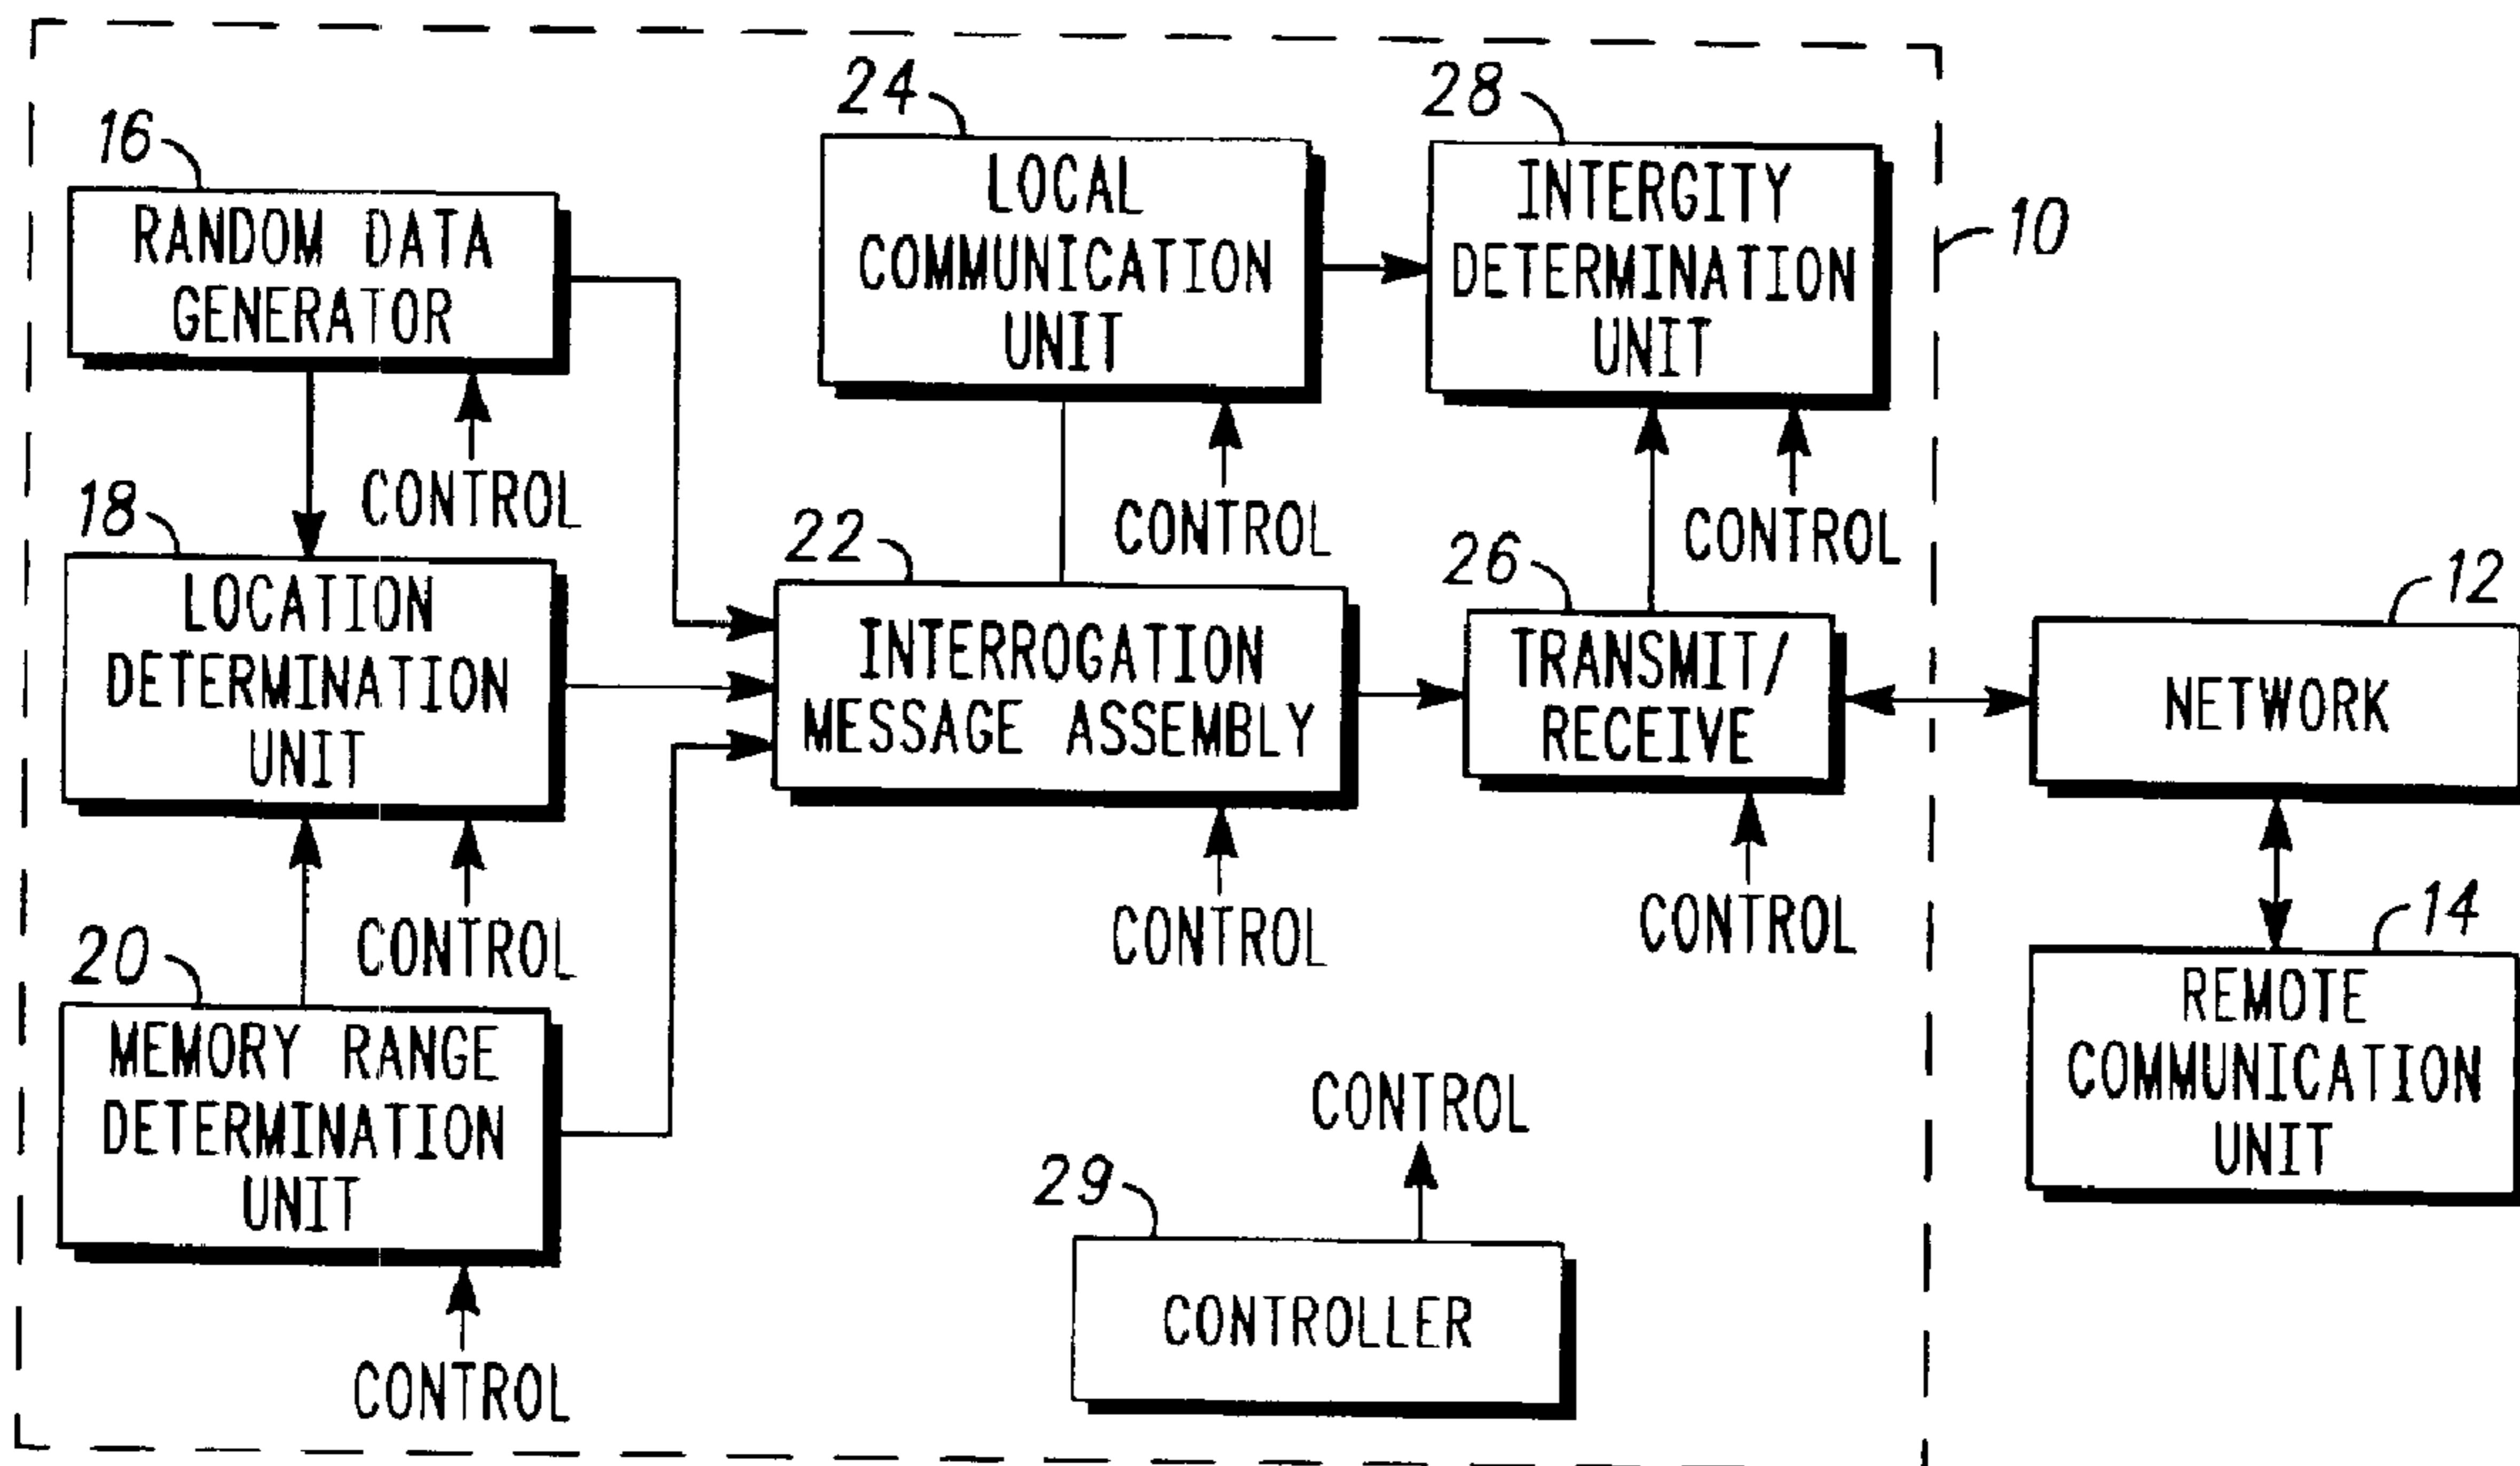 16
RANDOM DATA
GENERATOR
CONTROL
18
LOCATION
DETERMINATION
UNIT
CONTROL
20
MEMORY RANGE
DETERMINATION
UNIT
CONTROL
24
LOCAL
COMMUNICATION
UNIT
CONTROL
22
INTERROGATION
MESSAGE ASSEMBLY
CONTROL
28
INTERGITY
DETERMINATION
UNIT
CONTROL
26
TRANSMIT/
RECEIVE
CONTROL
CONTROL
29
CONTROLLER
10
12
NETWORK
14
REMOTE
COMMUNICATION
UNIT